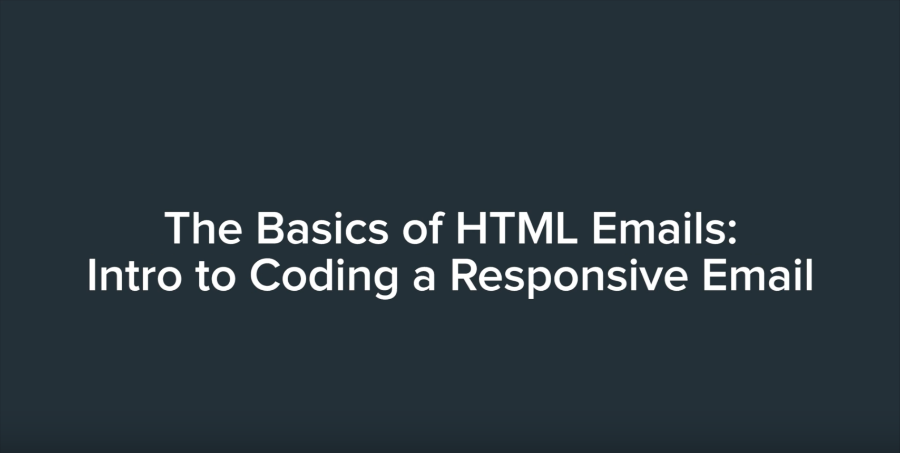 The Basics of HTML Emails:
Intro to Coding a Responsive Email